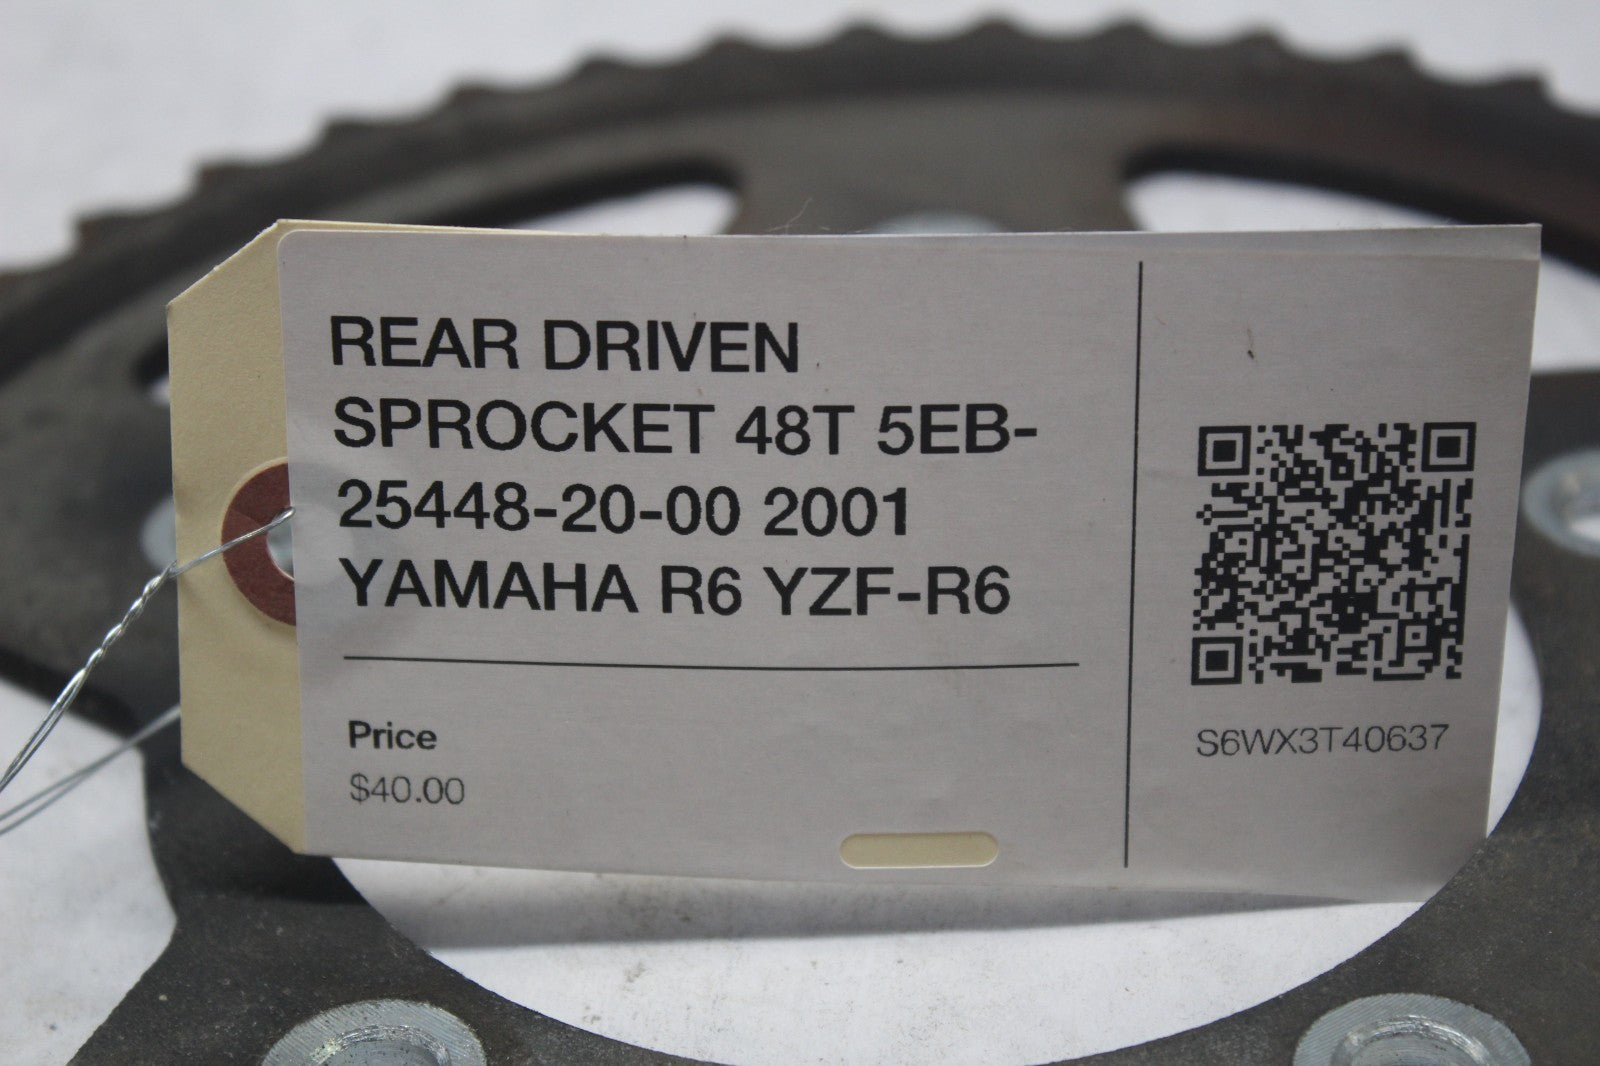 REAR DRIVEN
SPROCKET 48T 5EB-
25448-20-00 2001
YAMAHA R6 YZF-R6
Price
$40.00
S6WX3T40637